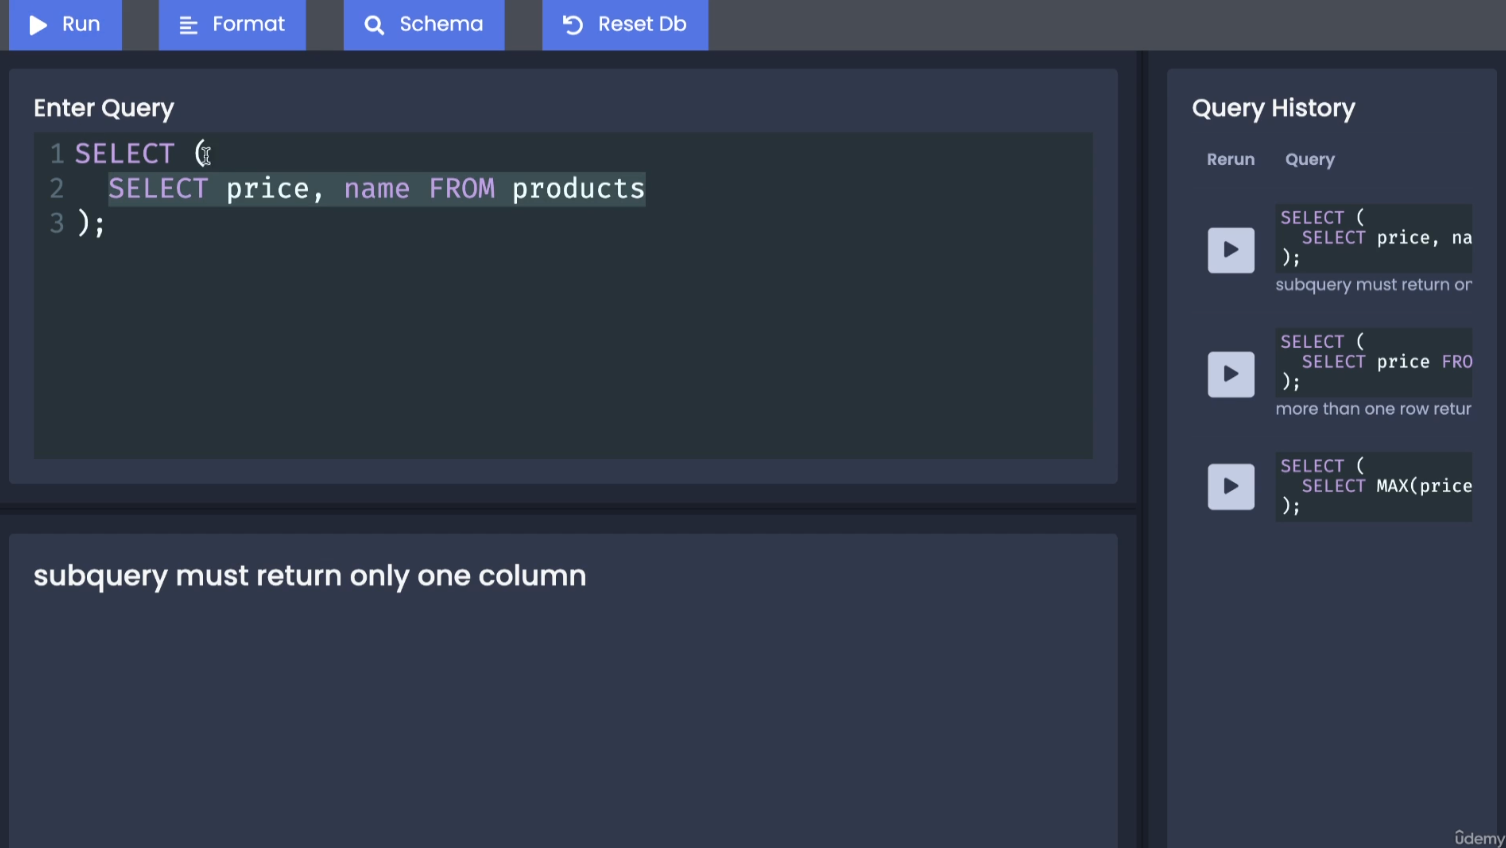 Run
Format
Schema
Reset Db
Enter Query
1 SELECT (
2 SELECT price, name FROM products
3 );
subquery must return only one column
Query History
Rerun Query
SELECT (
SELECT price, na
);
subquery must return on
SELECT (
SELECT price FRO
);
more than one row retur
SELECT (
SELECT MAX(price
);
ûdemy